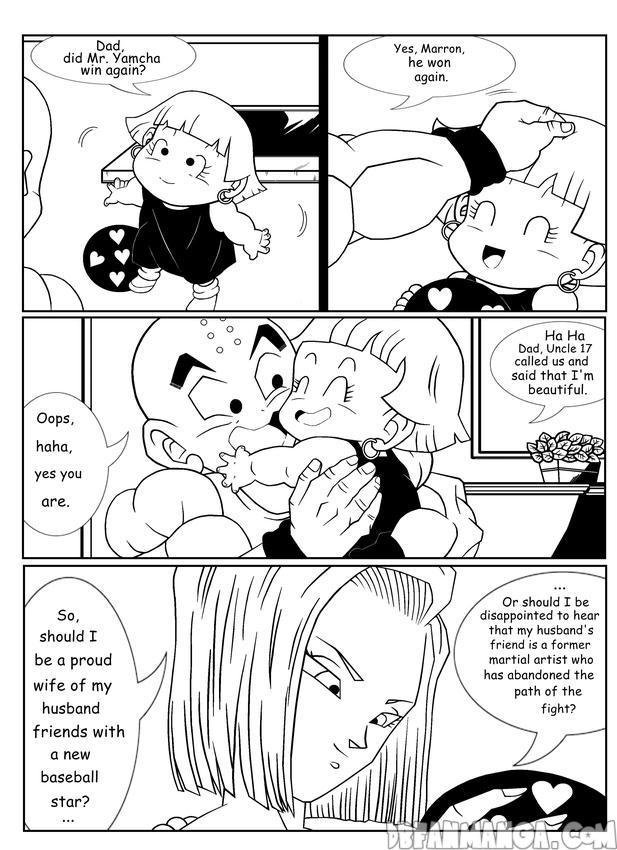 Dad,
did Mr. Yamcha
win again?
Yes, Marron,
he won
again.
Ha Ha
Dad, Uncle 17
called us and
said that I'm
beautiful.
Oops,
haha,
yes you
are.
So,
should I
be a proud
wife of my
husband
friends with
a new
baseball
star?
...
...
Or should I be
disappointed to hear
that my husband's
friend is a former
martial artist who
has abandoned the
path of the
fight?
DBFANMANGA.COM